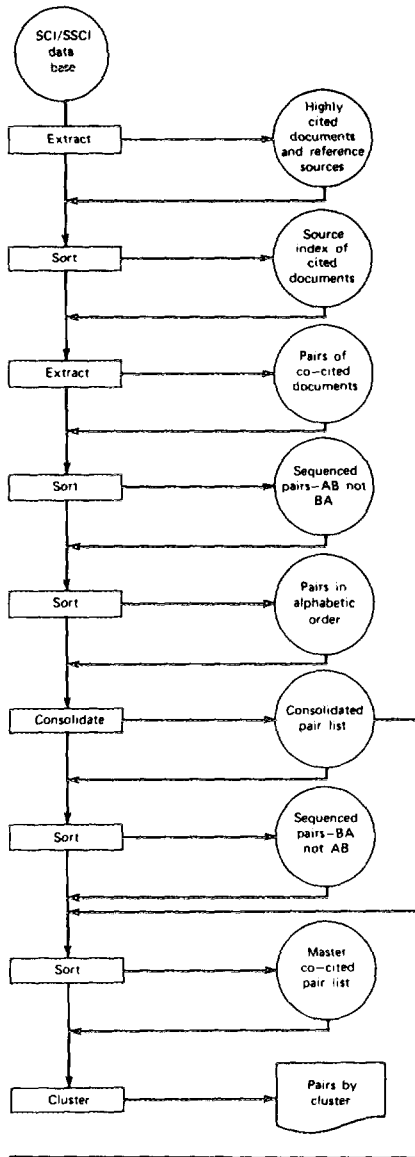 SCI/SSCI
data
base
Extract
Highly
cited
documents
and reference
sources
Sort
Source
index of
cited
documents
Extract
Pairs of
co-cited
documents
Sort
Sequenced
pairs-AB not
BA
Sort
Pairs in
alphabetic
order
Consolidate
Consolidated
pair list
Sort
Sequenced
pairs-BA
not AB
Sort
Master
co-cited
pair list
Cluster
Pairs by
cluster